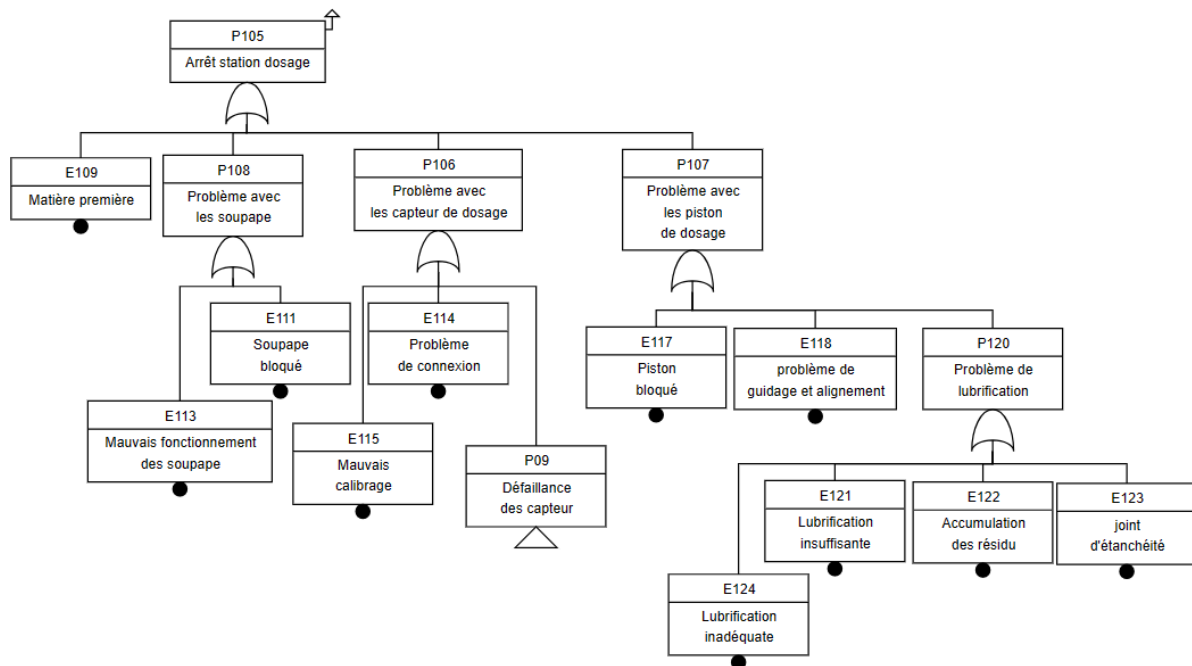 P105
Arrêt station dosage
E109
Matière première
P108
Problème avec
les soupape
P106
Problème avec
les capteur de dosage
P107
Problème avec
les piston
de dosage
E113
Mauvais fonctionnement
des soupape
E111
Soupape
bloqué
E115
Mauvais
calibrage
E114
Problème
de connexion
P09
Défaillance
des capteur
E117
Piston
bloqué
E118
problème de
guidage et alignement
P120
Problème de
lubrification
E124
Lubrification
inadéquate
E121
Lubrification
insuffisante
E122
Accumulation
des résidu
E123
joint
d'étanchéité